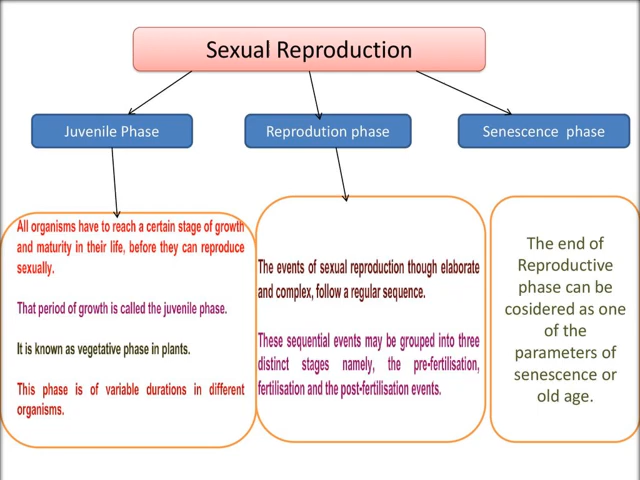 Sexual Reproduction
Juvenile Phase
Reprodution phase
Senescence phase
All organisms have to reach a certain stage of growth
and maturity in their life, before they can reproduce
sexually.
That period of growth is called the juvenile phase.
It is known as vegetative phase in plants.
This phase is of variable durations in different
organisms.
The events of sexual reproduction though elaborate
and complex, follow a regular sequence.
These sequential events may be grouped into three
distinct stages namely, the pre-fertilisation,
fertilisation and the post-fertilisation events.
The end of
Reproductive
phase can be
cosidered as one
of the
parameters of
senescence or
old age.